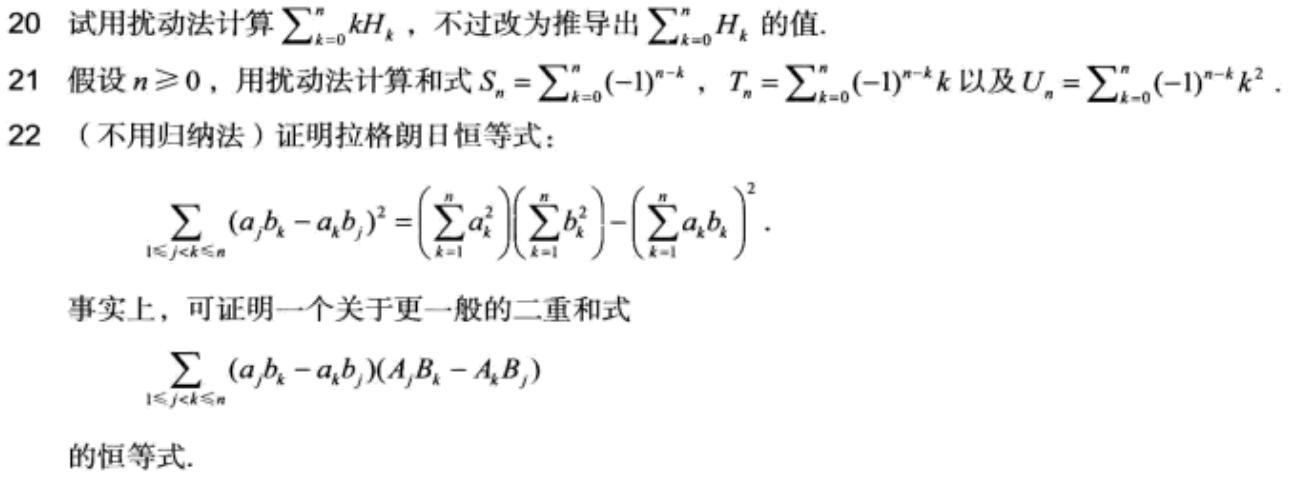 20 试用扰动法计算 $\sum_{k=0}^{n} kH_k$ ，不过改为推导出 $\sum_{k=0}^{n} H_k$ 的值.
21 假设 $n \geqslant 0$ ，用扰动法计算和式 $S_n = \sum_{k=0}^{n} (-1)^{n-k}$ ， $T_n = \sum_{k=0}^{n} (-1)^{n-k} k$ 以及 $U_n = \sum_{k=0}^{n} (-1)^{n-k} k^2$ .
22 （不用归纳法）证明拉格朗日恒等式：
$\sum_{1 \leqslant j < k \leqslant n} (a_j b_k - a_k b_j)^2 = \left( \sum_{k=1}^{n} a_k^2 \right) \left( \sum_{k=1}^{n} b_k^2 \right) - \left( \sum_{k=1}^{n} a_k b_k \right)^2 .$
事实上，可证明一个关于更一般的二重和式
$\sum_{1 \leqslant j < k \leqslant n} (a_j b_k - a_k b_j)(A_j B_k - A_k B_j)$
的恒等式.